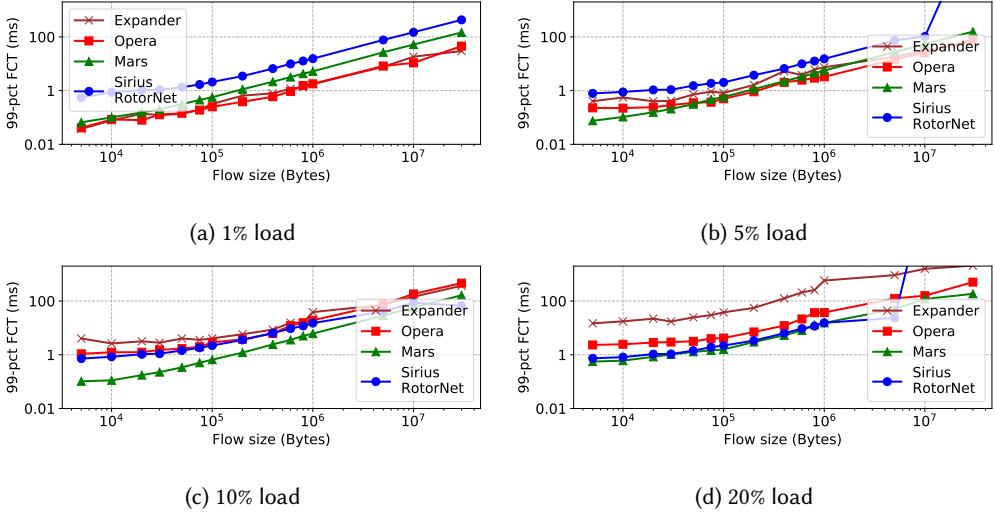 99-pct FCT (ms)
100
1
0.01
Expander
Opera
Mars
Sirius
RotorNet
10^4
10^5
10^6
10^7
Flow size (Bytes)
(a) 1% load
99-pct FCT (ms)
100
1
0.01
Expander
Opera
Mars
Sirius
RotorNet
10^4
10^5
10^6
10^7
Flow size (Bytes)
(b) 5% load
99-pct FCT (ms)
100
1
0.01
Expander
Opera
Mars
Sirius
RotorNet
10^4
10^5
10^6
10^7
Flow size (Bytes)
(c) 10% load
99-pct FCT (ms)
100
1
0.01
Expander
Opera
Mars
Sirius
RotorNet
10^4
10^5
10^6
10^7
Flow size (Bytes)
(d) 20% load